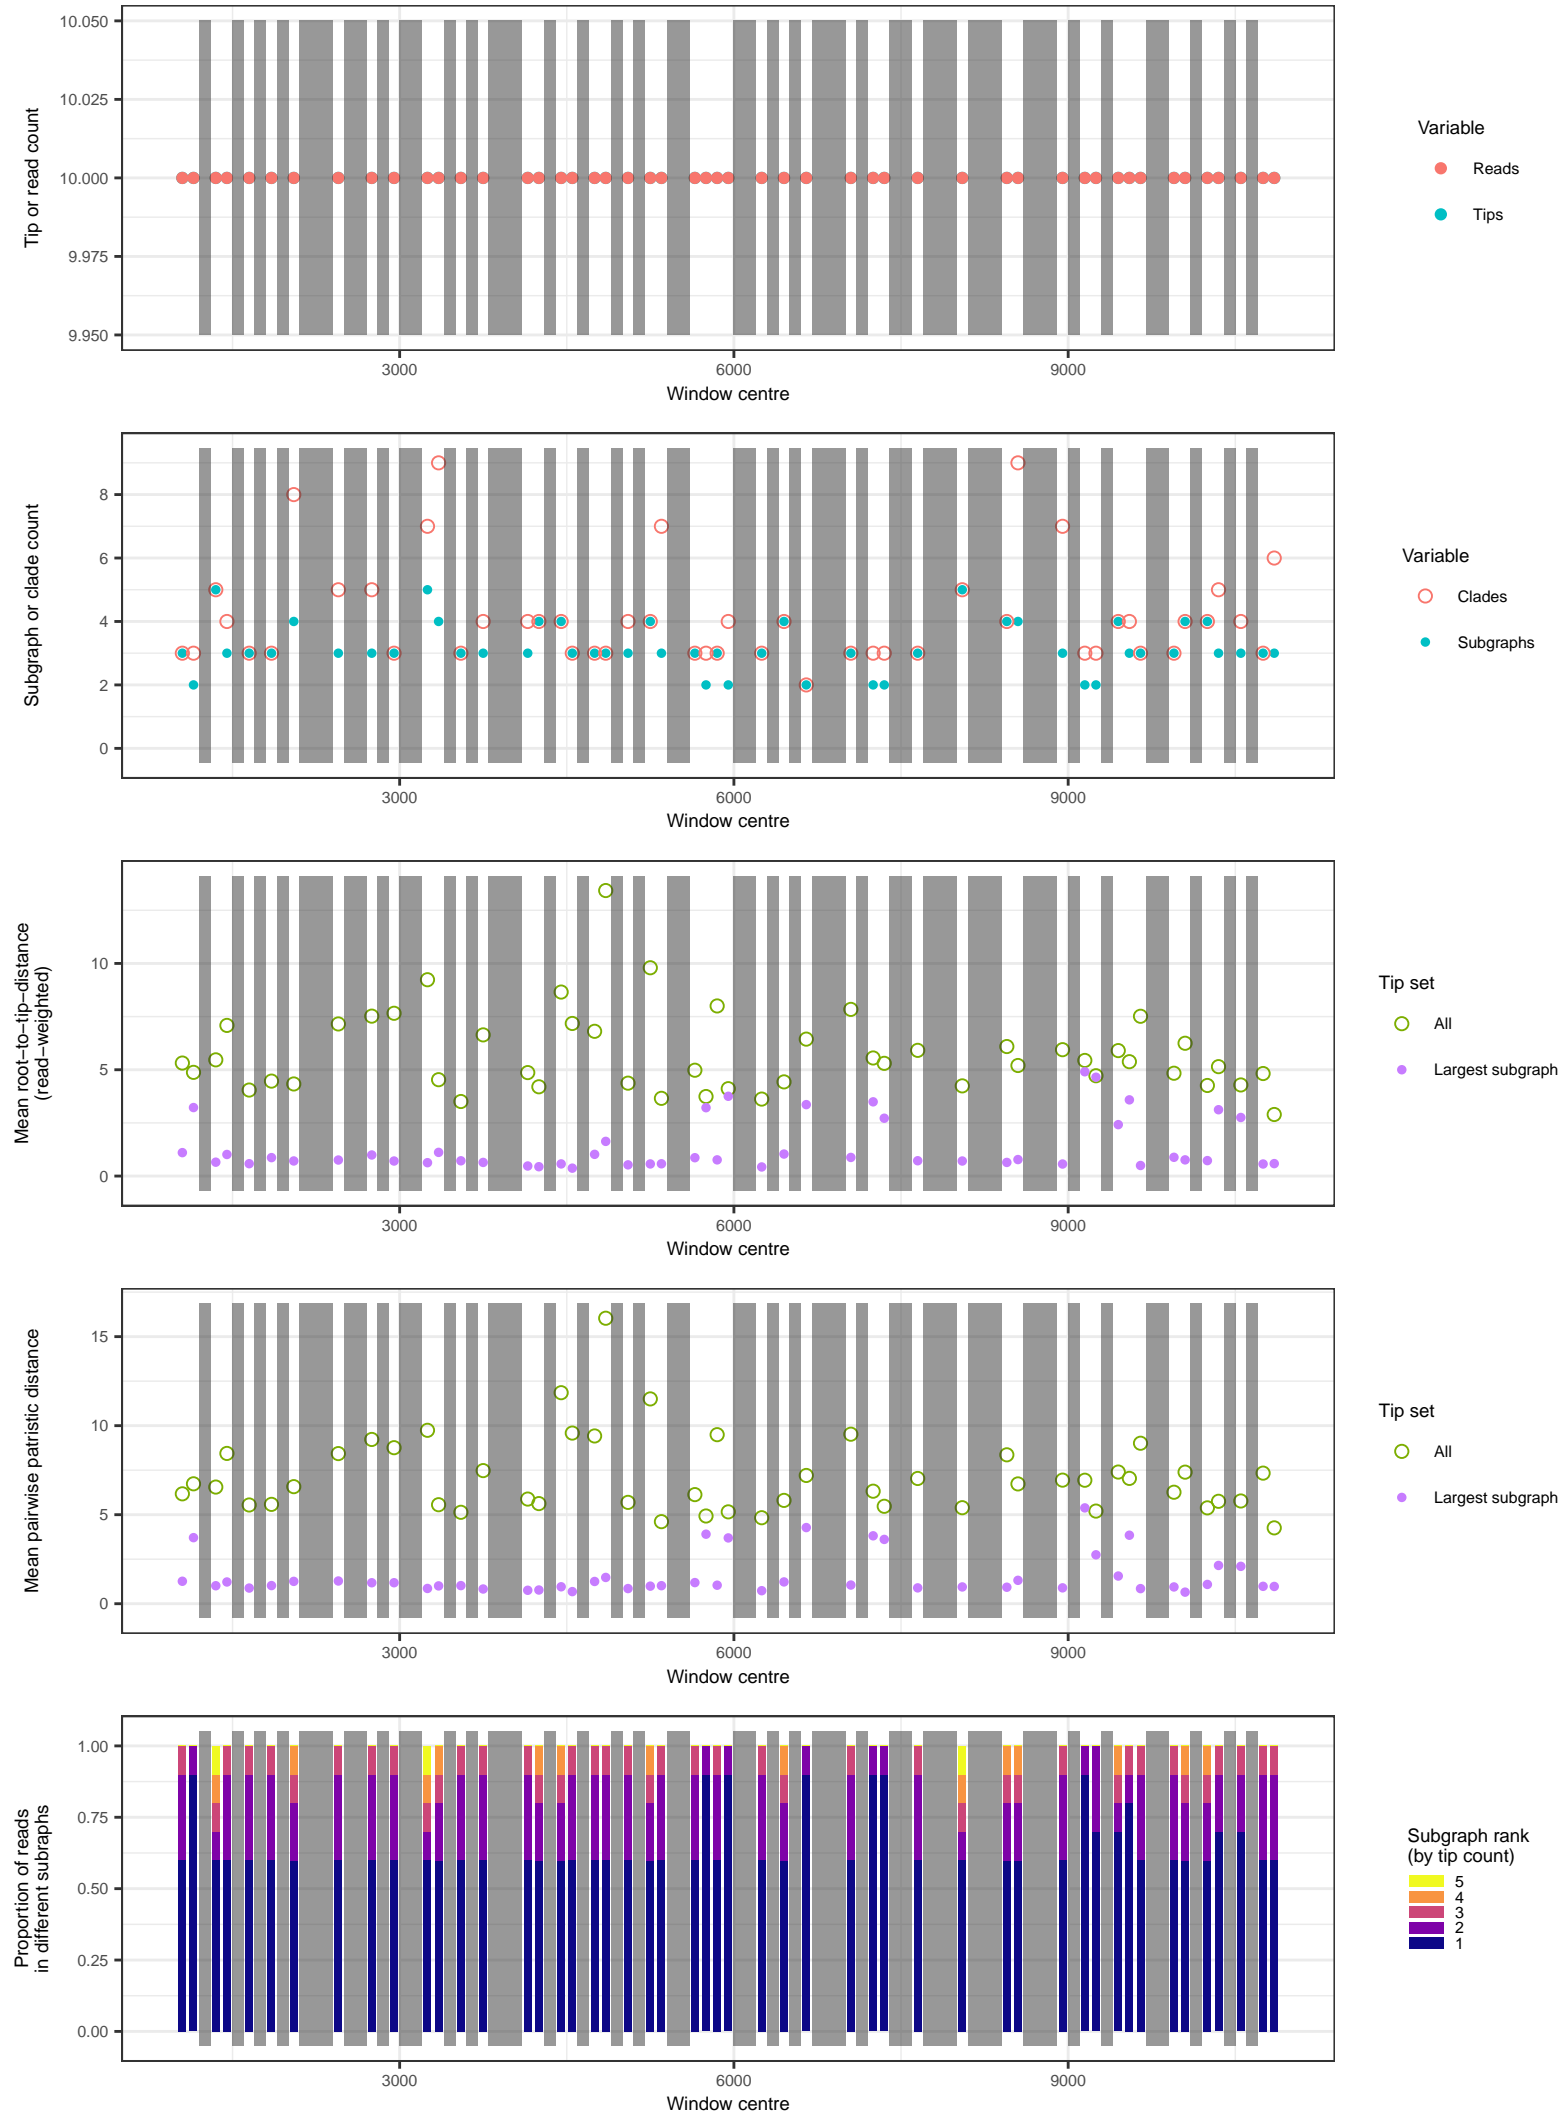 10.050
10.025
10.000
9.975
9.950
Tip or read count
3000
6000
9000
Window centre
Variable
Reads
Tips
8
6
4
2
0
Subgraph or clade count
3000
6000
9000
Window centre
Variable
Clades
Subgraphs
10
5
0
Mean root−to−tip−distance
(read−weighted)
3000
6000
9000
Window centre
Tip set
All
Largest subgraph
15
10
5
0
Mean pairwise patristic distance
3000
6000
9000
Window centre
Tip set
All
Largest subgraph
1.00
0.75
0.50
0.25
0.00
Proportion of reads
in different subraphs
3000
6000
9000
Window centre
Subgraph rank
(by tip count)
5
4
3
2
1